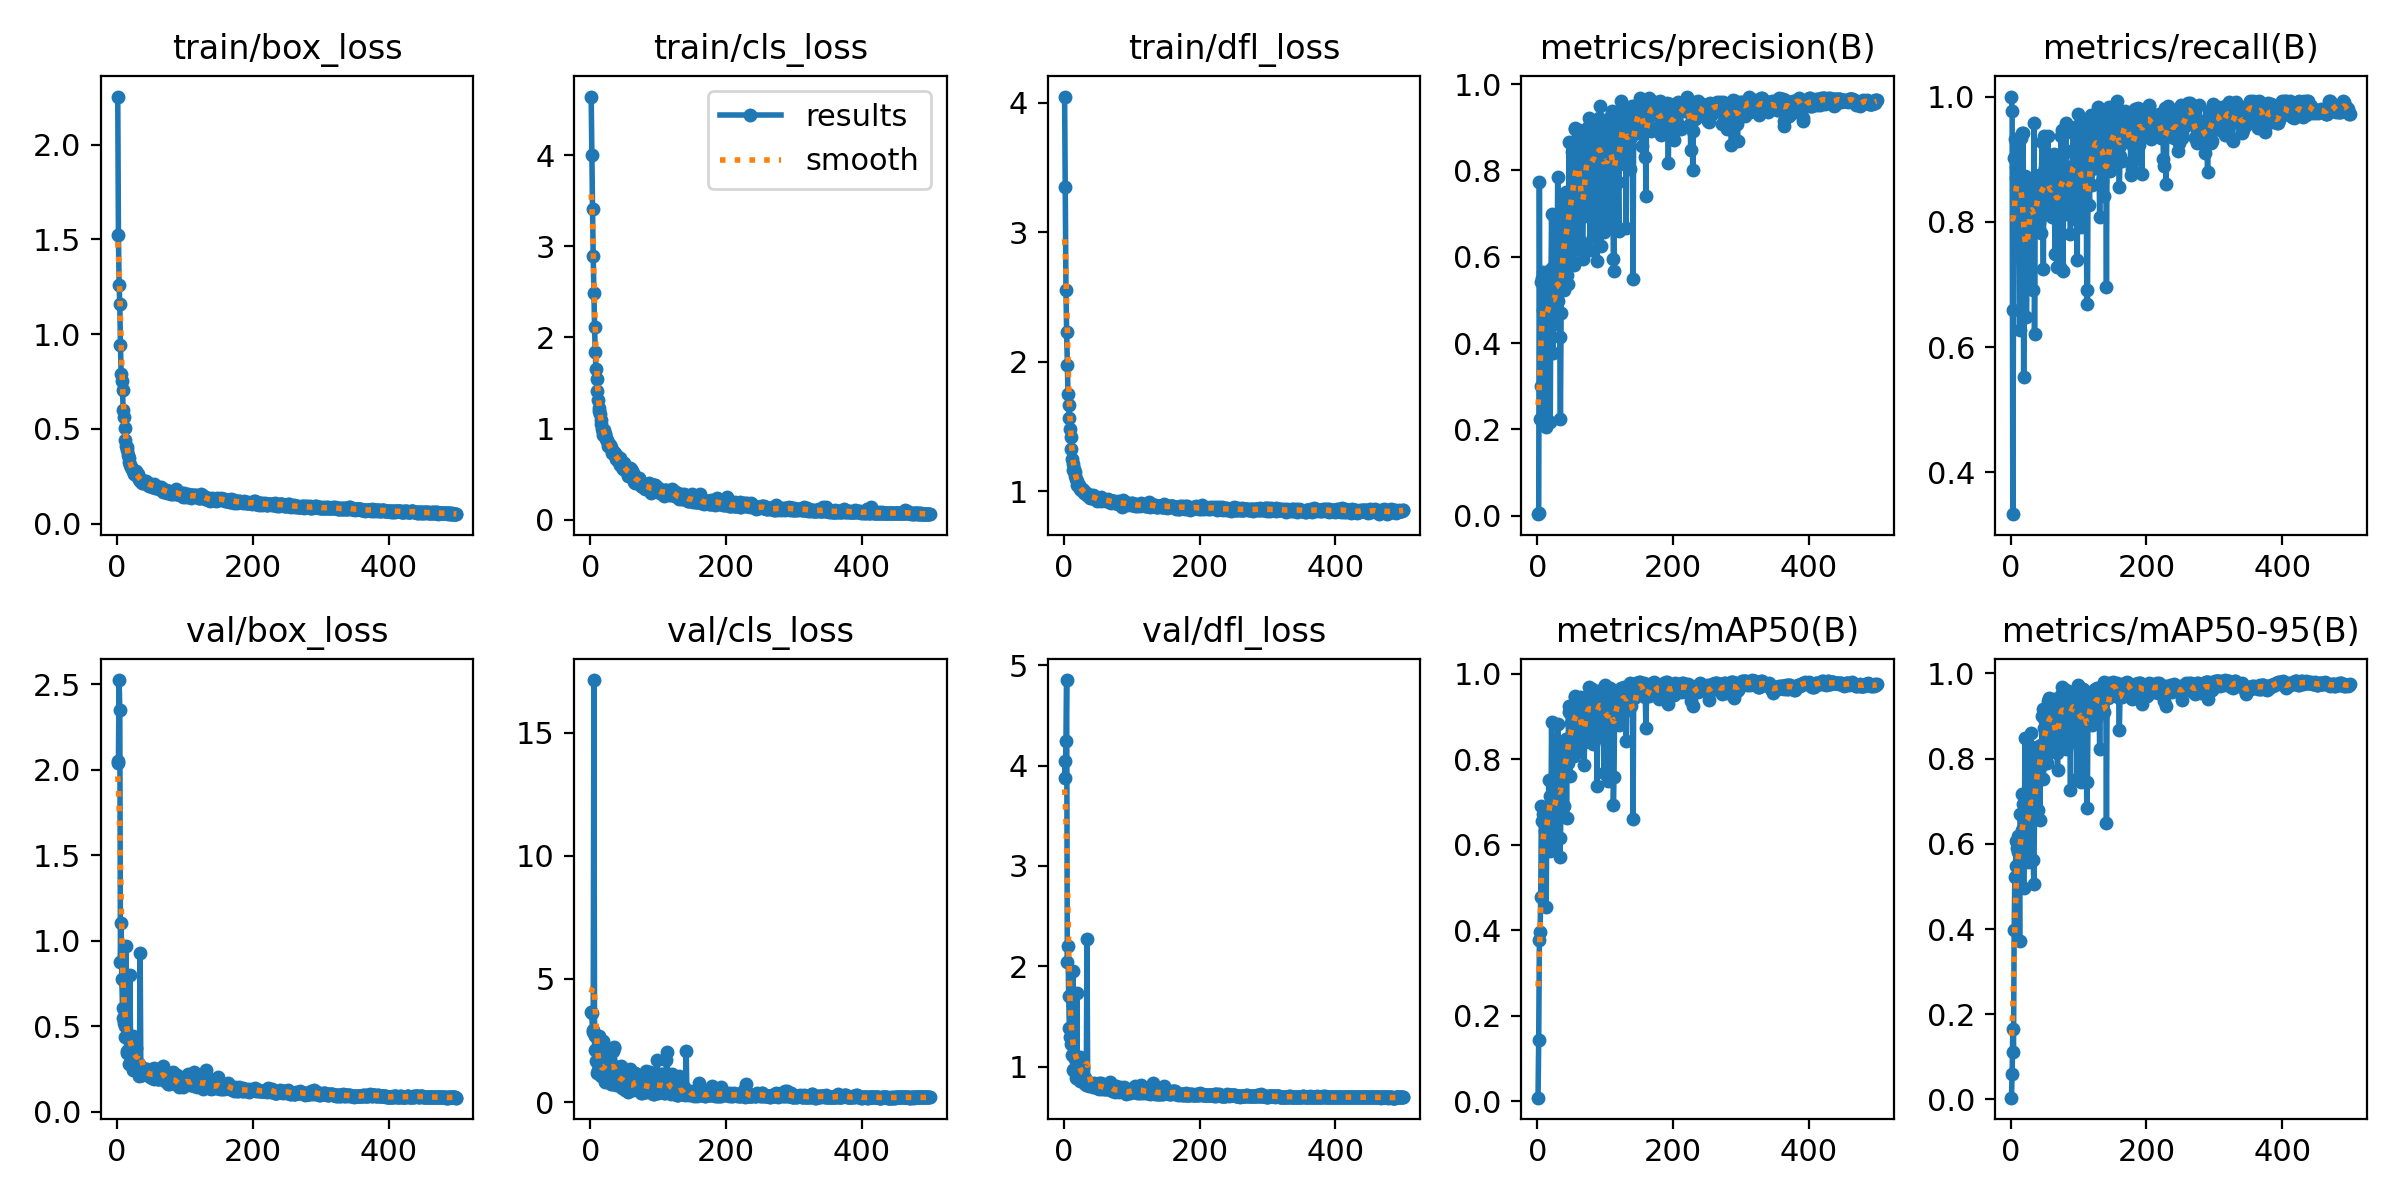 train/box_loss
2.0
1.5
1.0
0.5
0.0
0 200 400
train/cls_loss
results
smooth
4
3
2
1
0
0 200 400
train/dfl_loss
4
3
2
1
0 200 400
metrics/precision(B)
1.0
0.8
0.6
0.4
0.2
0.0
0 200 400
metrics/recall(B)
1.0
0.8
0.6
0.4
0 200 400
val/box_loss
2.5
2.0
1.5
1.0
0.5
0.0
0 200 400
val/cls_loss
15
10
5
0
0 200 400
val/dfl_loss
5
4
3
2
1
0 200 400
metrics/mAP50(B)
1.0
0.8
0.6
0.4
0.2
0.0
0 200 400
metrics/mAP50-95(B)
1.0
0.8
0.6
0.4
0.2
0.0
0 200 400